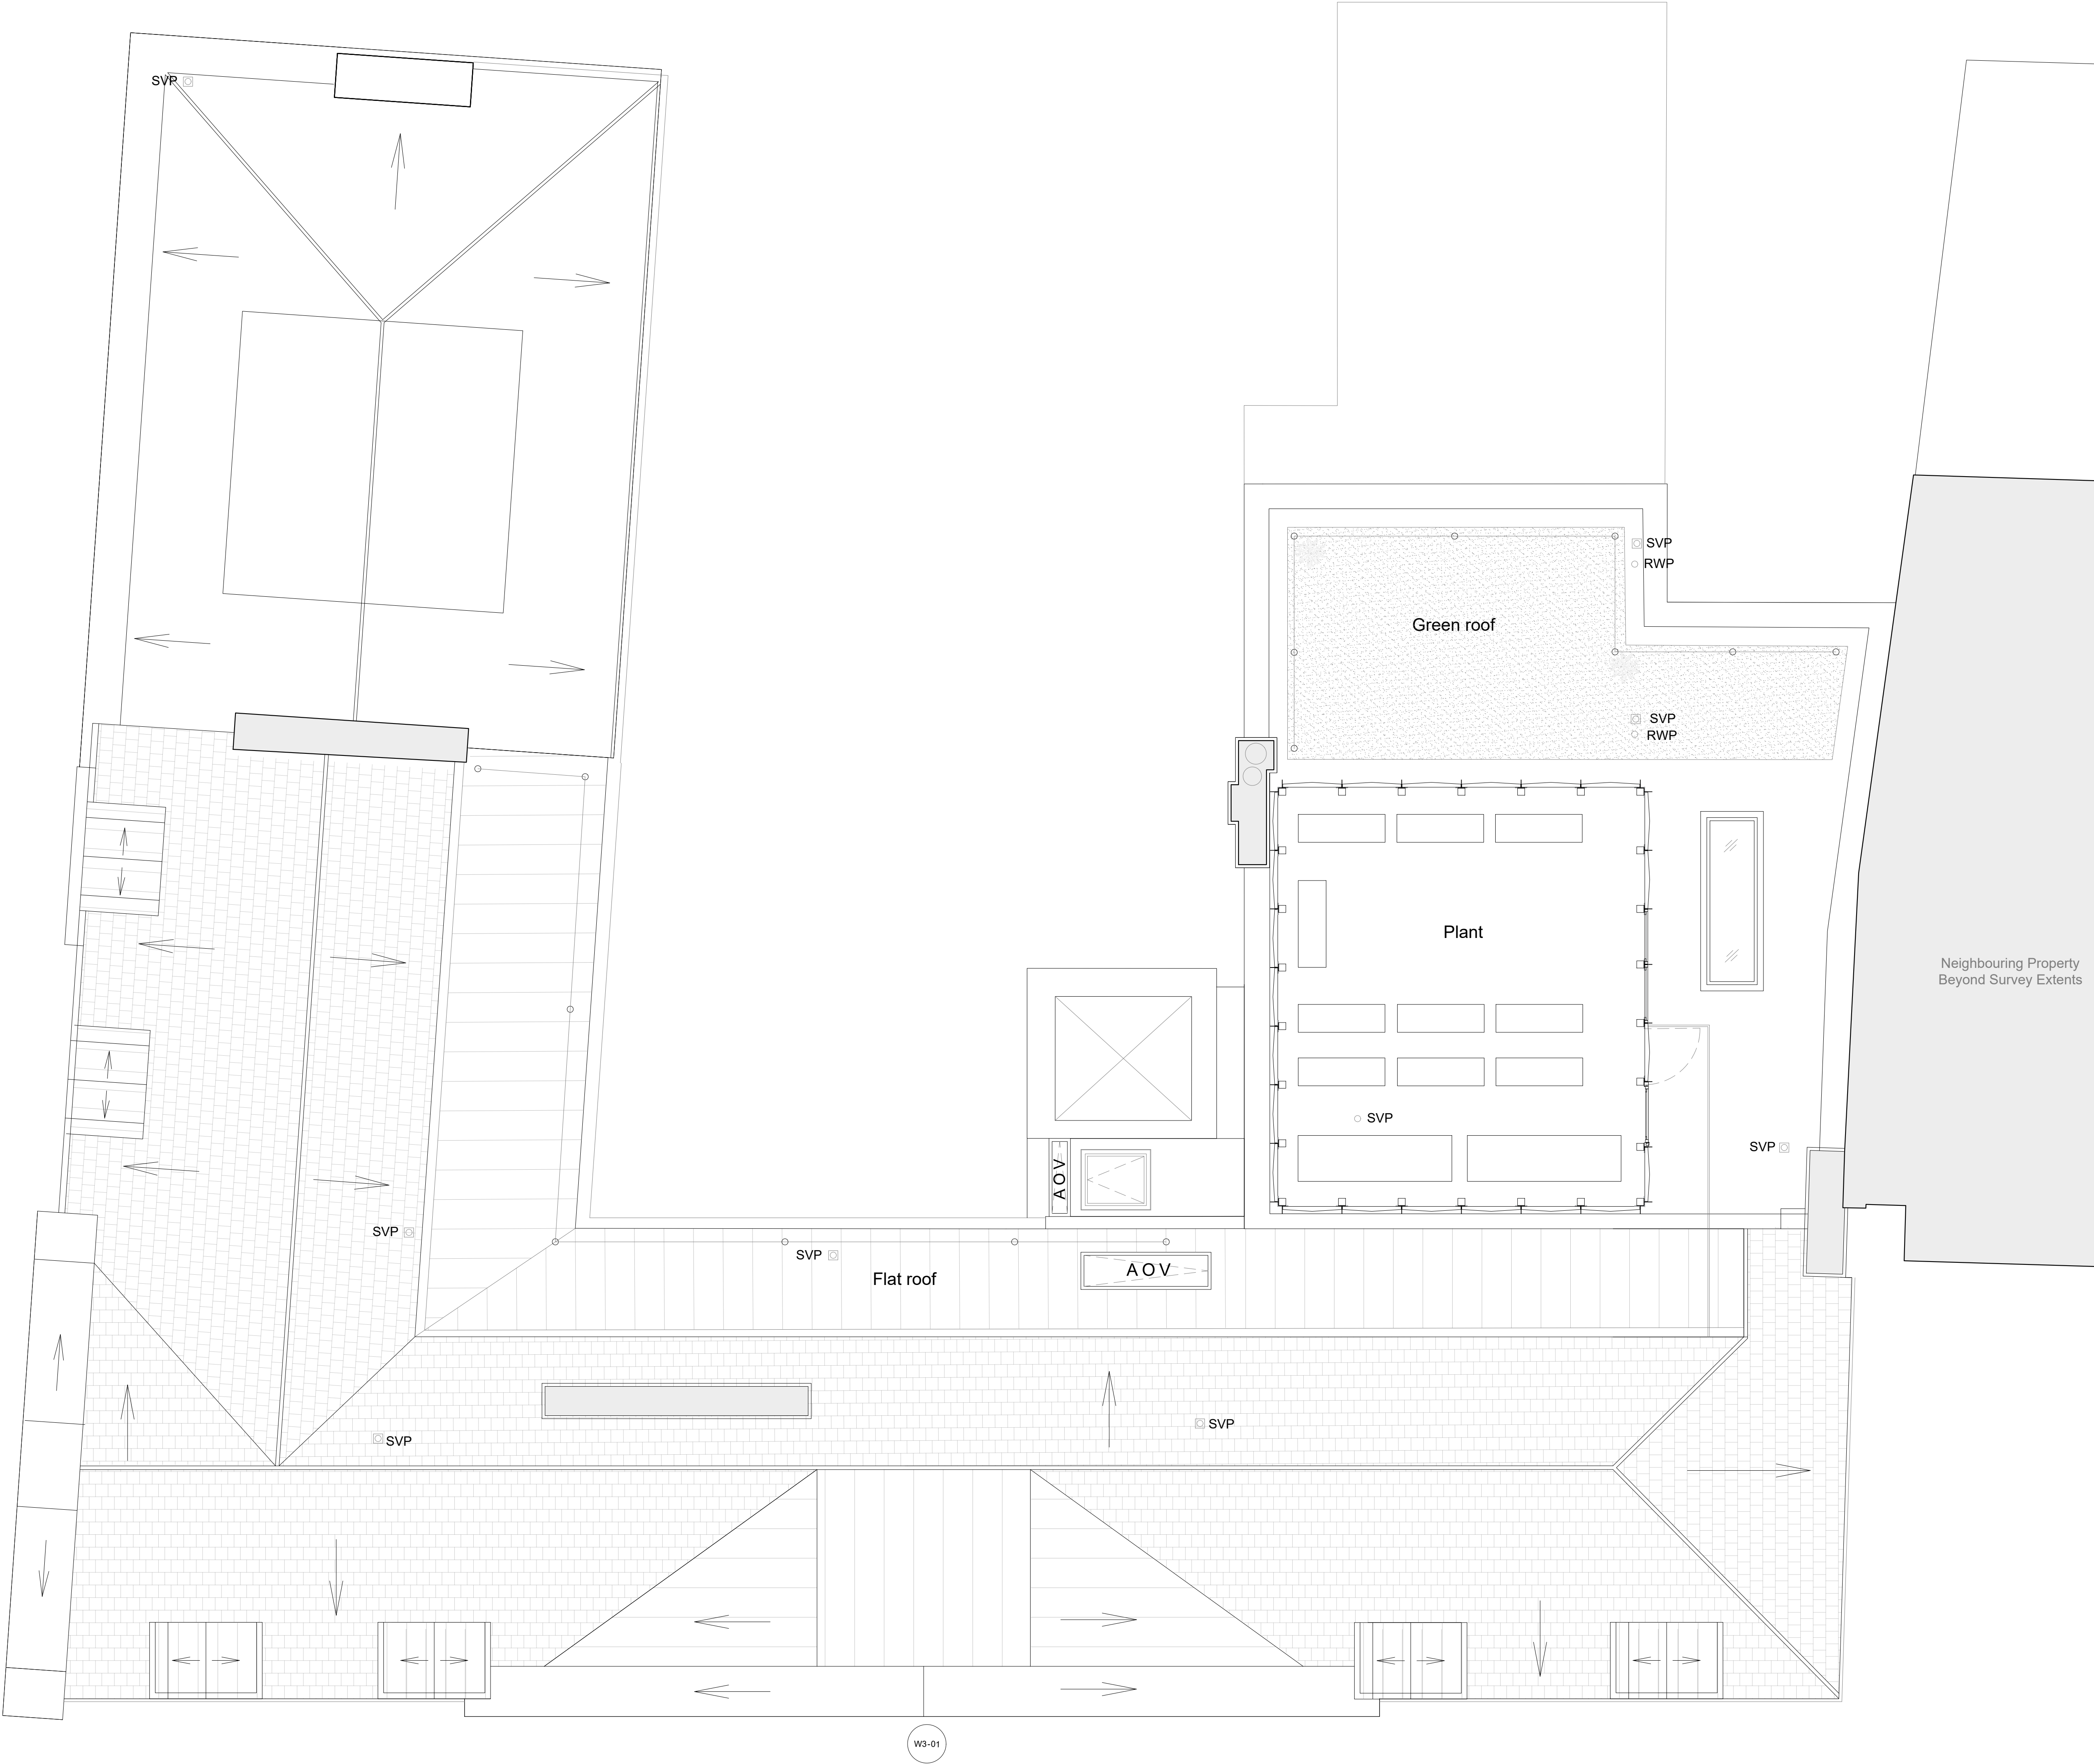 SVP
SVP
RWP
Green roof
SVP
RWP
Plant
Neighbouring Property
Beyond Survey Extents
SVP
SVP
AOV
SVP
SVP
AOV
Flat roof
SVP
SVP
W3-01